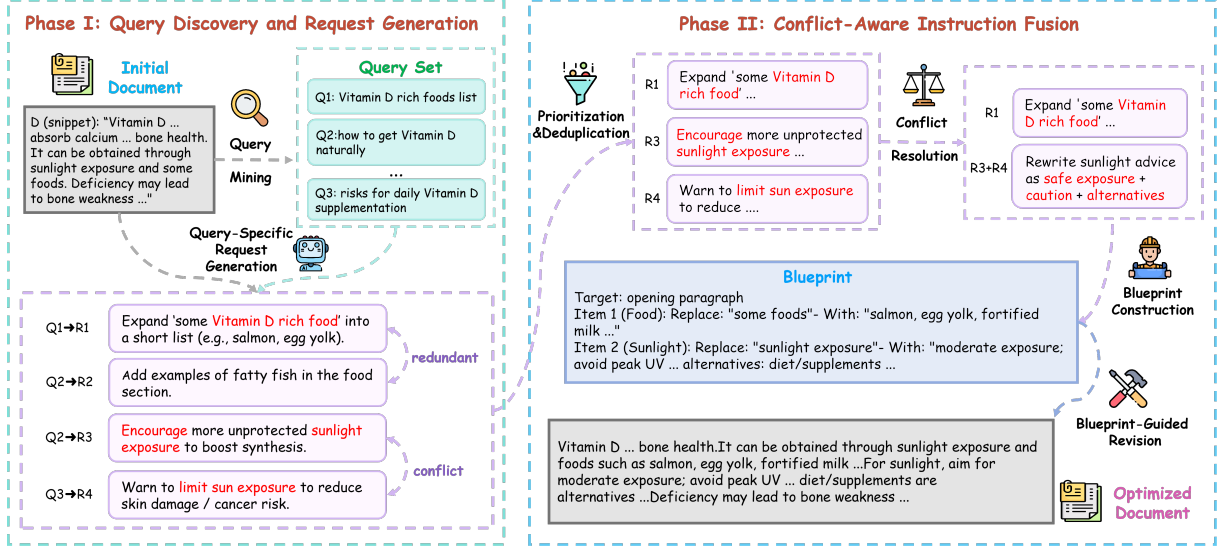 Phase I: Query Discovery and Request Generation
Initial
Document
D (snippet): "Vitamin D ...
absorb calcium ... bone health.
It can be obtained through
sunlight exposure and some
foods. Deficiency may lead
to bone weakness ..."
Query
Mining
Query Set
Q1: Vitamin D rich foods list
Q2:how to get Vitamin D
naturally
...
Q3: risks for daily Vitamin D
supplementation
Query-Specific
Request
Generation
Q1➔R1
Expand ‘some Vitamin D rich food’ into
a short list (e.g., salmon, egg yolk).
Q2➔R2
Add examples of fatty fish in the food
section.
redundant
Q2➔R3
Encourage more unprotected sunlight
exposure to boost synthesis.
Q3➔R4
Warn to limit sun exposure to reduce
skin damage / cancer risk.
conflict
Phase II: Conflict-Aware Instruction Fusion
Prioritization
&Deduplication
R1
Expand 'some Vitamin D
rich food’ ...
R3
Encourage more unprotected
sunlight exposure ...
R4
Warn to limit sun exposure
to reduce ....
Conflict
Resolution
R1
Expand 'some Vitamin
D rich food’ ...
R3+R4
Rewrite sunlight advice
as safe exposure +
caution + alternatives
Blueprint
Construction
Blueprint
Target: opening paragraph
Item 1 (Food): Replace: "some foods"- With: "salmon, egg yolk, fortified
milk ..."
Item 2 (Sunlight): Replace: "sunlight exposure"- With: "moderate exposure;
avoid peak UV ... alternatives: diet/supplements ...
Blueprint-Guided
Revision
Vitamin D ... bone health.It can be obtained through sunlight exposure and
foods such as salmon, egg yolk, fortified milk ...For sunlight, aim for
moderate exposure; avoid peak UV ... diet/supplements are
alternatives ...Deficiency may lead to bone weakness ...
Optimized
Document